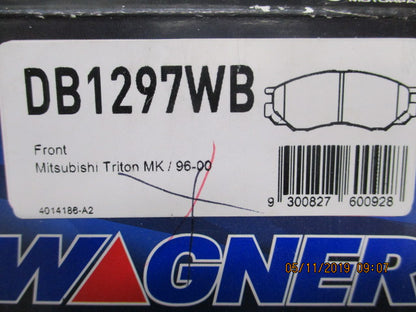 DB1297WB
Front
Mitsubishi Triton MK / 96-00
4014186-A2
9 300827 600928
WAGNER
05/11/2019 09:07